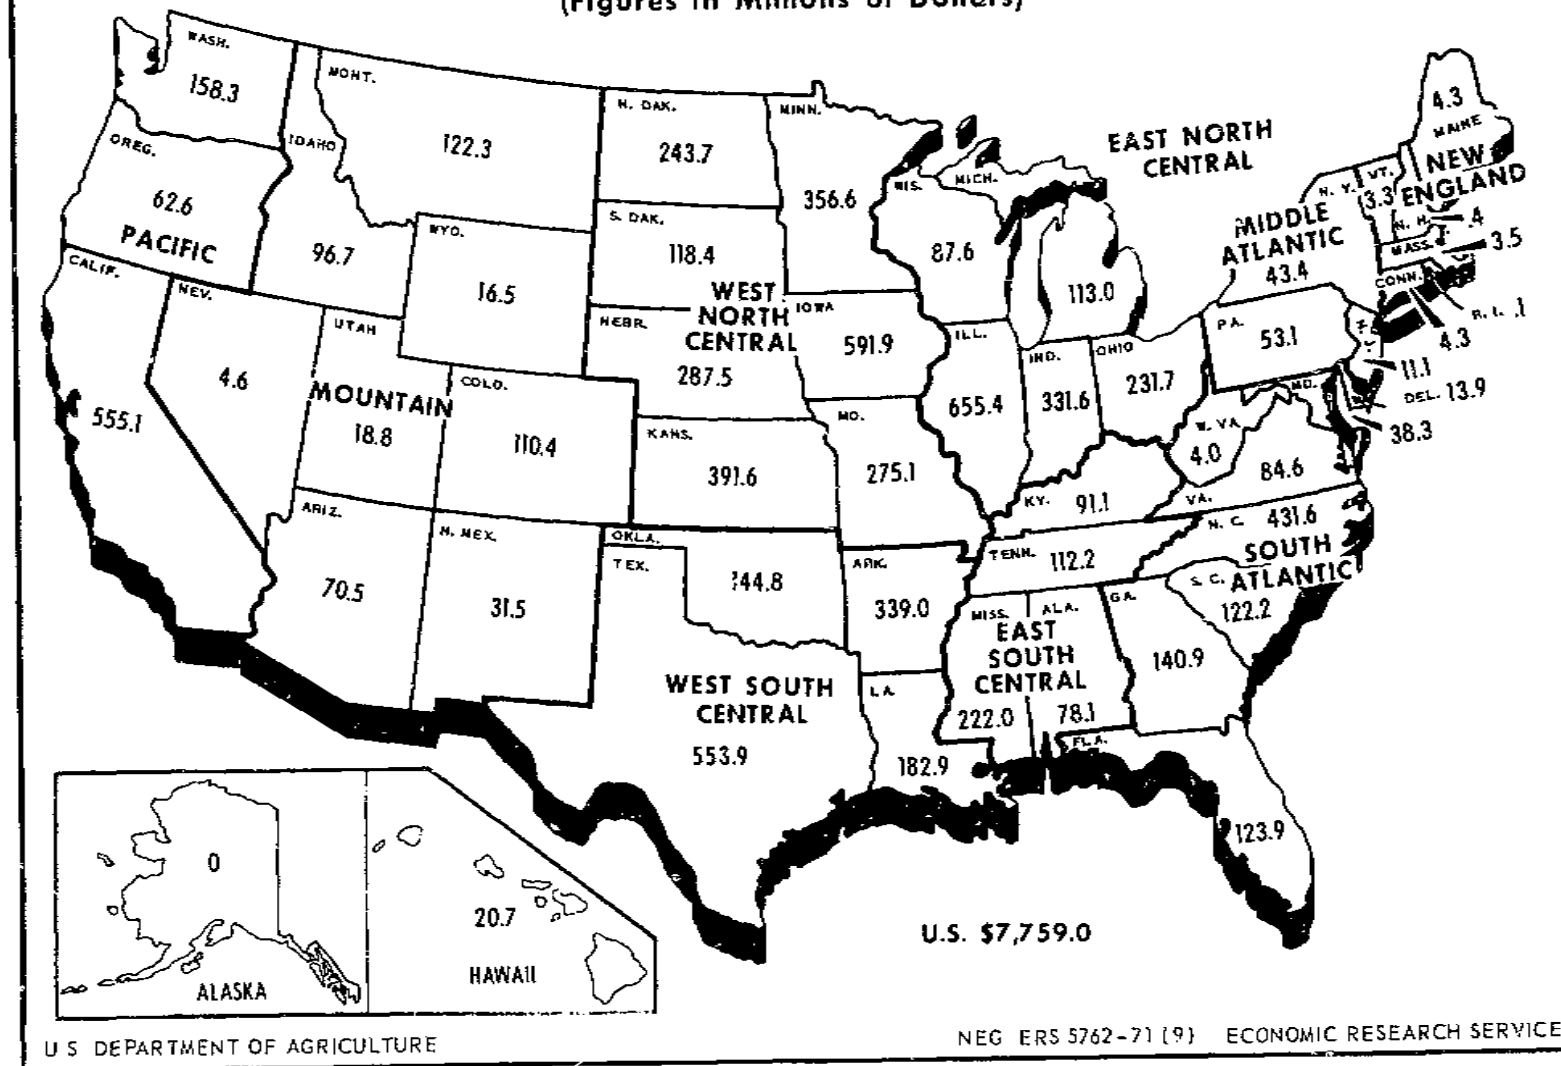 (Figures in Millions of Dollars)
WASH.
158.3
MONT.
122.3
IDAHO
96.7
OREG.
62.6
PACIFIC
CALIF.
555.1
NEV.
4.6
UTAH
18.8
MOUNTAIN
WYO.
16.5
COLO.
110.4
ARIZ.
70.5
N. MEX.
31.5
N. DAK.
243.7
S. DAK.
118.4
WEST
NORTH
CENTRAL
NEBR.
287.5
KANS.
391.6
MINN.
356.6
IOWA
591.9
MO.
275.1
OKLA.
144.8
TEX.
WEST SOUTH
CENTRAL
553.9
ARK.
339.0
LA.
182.9
WIS.
87.6
MICH.
113.0
EAST NORTH
CENTRAL
ILL.
655.4
IND.
331.6
OHIO
231.7
KY.
91.1
TENN.
112.2
MISS.
ALA.
EAST
SOUTH
CENTRAL
222.0
78.1
GA.
140.9
FLA.
123.9
S. C.
122.2
N. C. 431.6
SOUTH
ATLANTIC
VA.
84.6
W. VA.
4.0
MD.
38.3
DEL. 13.9
N. J.
11.1
PA.
53.1
N. Y.
MIDDLE
ATLANTIC
43.4
VT.
3.3
NEW
ENGLAND
4.3
MAINE
N. H.
.4
MASS.
3.5
CONN.
4.3
R. I. .1
0
ALASKA
20.7
HAWAII
U.S. $7,759.0
U S DEPARTMENT OF AGRICULTURE
NEG ERS 5762-71 (9) ECONOMIC RESEARCH SERVICE